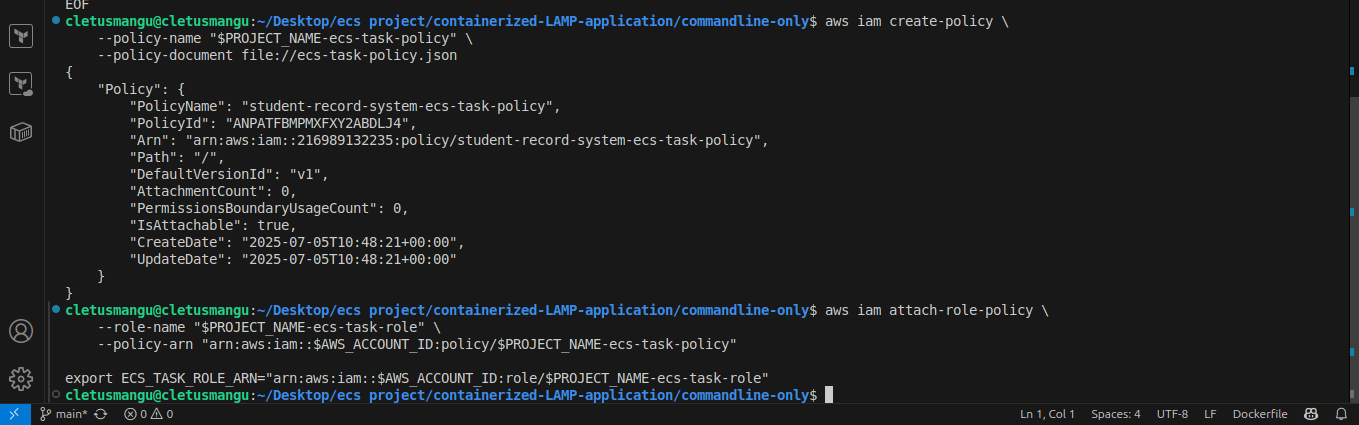 EOF
cletusmangu@cletusmangu:~/Desktop/ecs project/containerized-LAMP-application/commandline-only$ aws iam create-policy \
    --policy-name "$PROJECT_NAME-ecs-task-policy" \
    --policy-document file://ecs-task-policy.json
{
    "Policy": {
        "PolicyName": "student-record-system-ecs-task-policy",
        "PolicyId": "ANPATFBMPMXFXY2ABDLJ4",
        "Arn": "arn:aws:iam::216989132235:policy/student-record-system-ecs-task-policy",
        "Path": "/",
        "DefaultVersionId": "v1",
        "AttachmentCount": 0,
        "PermissionsBoundaryUsageCount": 0,
        "IsAttachable": true,
        "CreateDate": "2025-07-05T10:48:21+00:00",
        "UpdateDate": "2025-07-05T10:48:21+00:00"
    }
}
cletusmangu@cletusmangu:~/Desktop/ecs project/containerized-LAMP-application/commandline-only$ aws iam attach-role-policy \
    --role-name "$PROJECT_NAME-ecs-task-role" \
    --policy-arn "arn:aws:iam::$AWS_ACCOUNT_ID:policy/$PROJECT_NAME-ecs-task-policy"
export ECS_TASK_ROLE_ARN="arn:aws:iam::$AWS_ACCOUNT_ID:role/$PROJECT_NAME-ecs-task-role"
cletusmangu@cletusmangu:~/Desktop/ecs project/containerized-LAMP-application/commandline-only$
main* 0 0 Ln 1, Col 1 Spaces: 4 UTF-8 LF Dockerfile